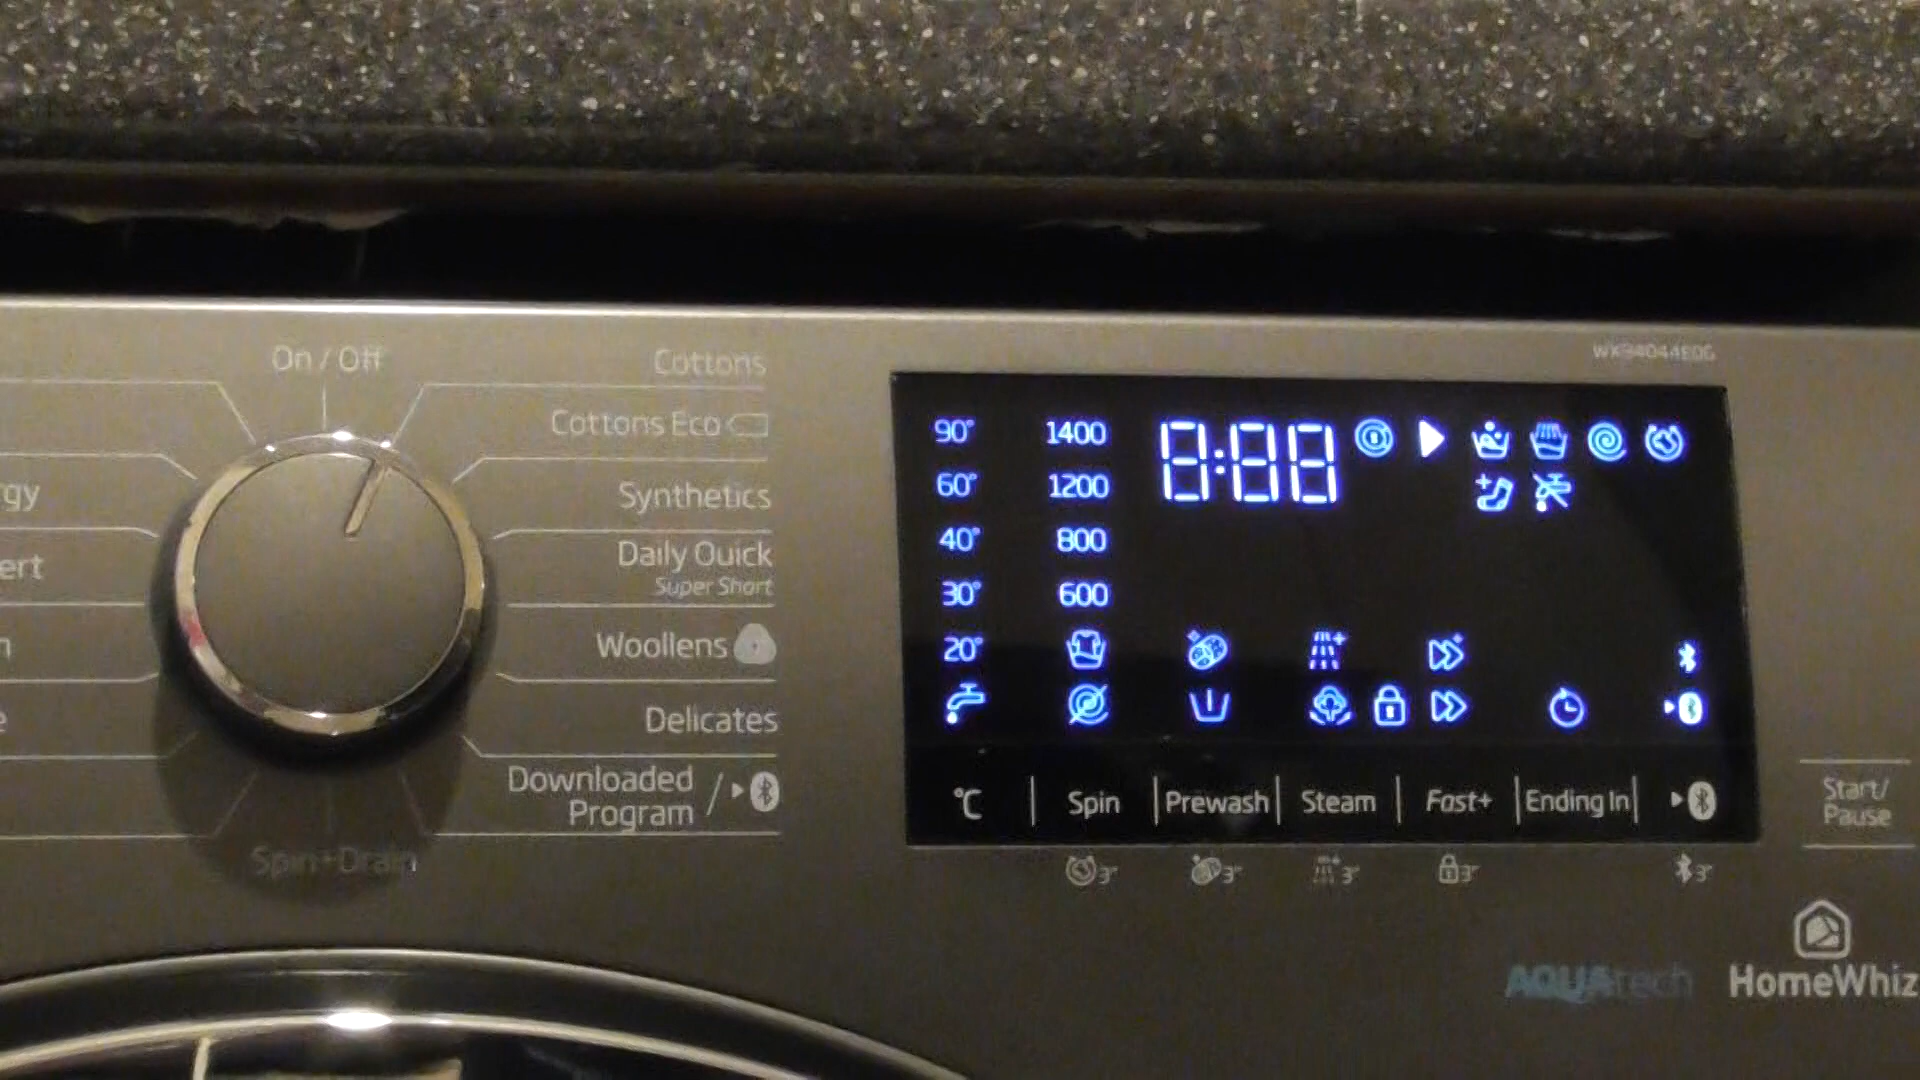 On / Off
Cottons
Cottons Eco
gy
Synthetics
ert
Daily Quick
Super Short
Woollens
Delicates
Downloaded
Program /
Spin+Drain
90° 1400 8:88
60° 1200
40° 800
30° 600
20°
°C Spin Prewash Steam Fast+ Ending In
3" 3" 3" 3" 3"
Start/
Pause
AQUAtech
HomeWhiz